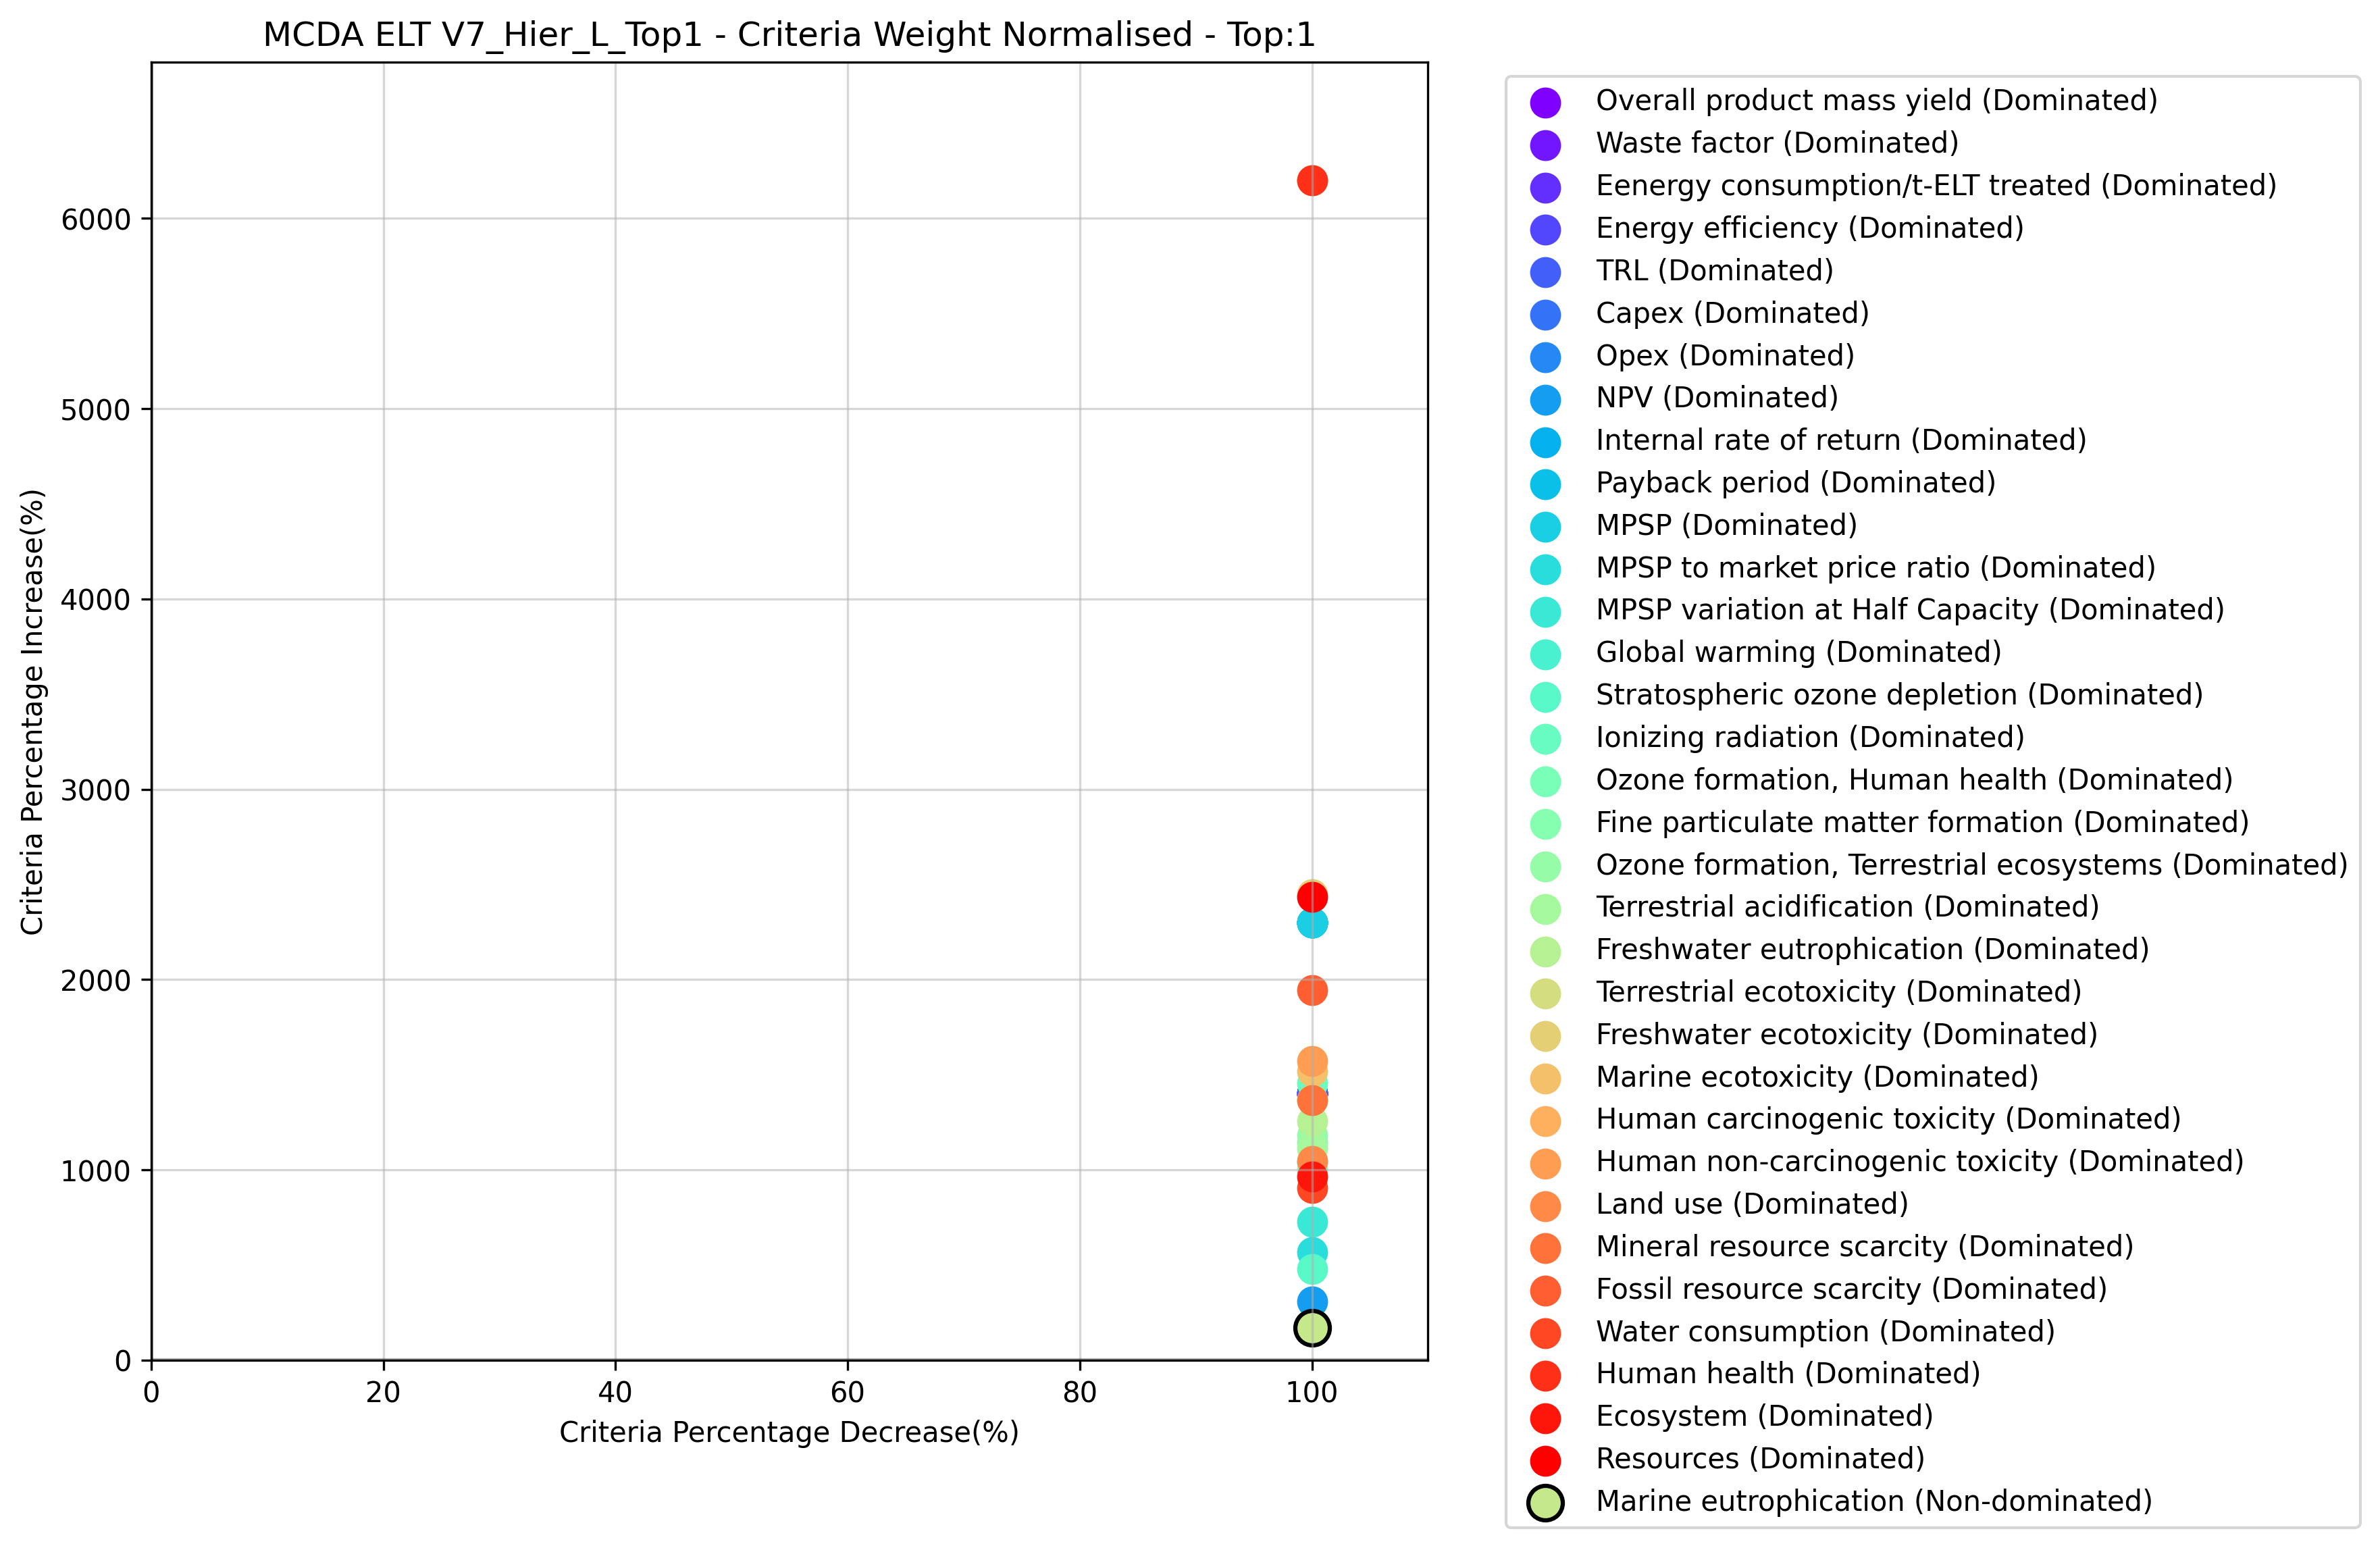 MCDA ELT V7_Hier_L_Top1 - Criteria Weight Normalised - Top:1
Criteria Percentage Increase(%)
6000
5000
4000
3000
2000
1000
0
0 20 40 60 80 100
Criteria Percentage Decrease(%)
Overall product mass yield (Dominated)
Waste factor (Dominated)
Eenergy consumption/t-ELT treated (Dominated)
Energy efficiency (Dominated)
TRL (Dominated)
Capex (Dominated)
Opex (Dominated)
NPV (Dominated)
Internal rate of return (Dominated)
Payback period (Dominated)
MPSP (Dominated)
MPSP to market price ratio (Dominated)
MPSP variation at Half Capacity (Dominated)
Global warming (Dominated)
Stratospheric ozone depletion (Dominated)
Ionizing radiation (Dominated)
Ozone formation, Human health (Dominated)
Fine particulate matter formation (Dominated)
Ozone formation, Terrestrial ecosystems (Dominated)
Terrestrial acidification (Dominated)
Freshwater eutrophication (Dominated)
Terrestrial ecotoxicity (Dominated)
Freshwater ecotoxicity (Dominated)
Marine ecotoxicity (Dominated)
Human carcinogenic toxicity (Dominated)
Human non-carcinogenic toxicity (Dominated)
Land use (Dominated)
Mineral resource scarcity (Dominated)
Fossil resource scarcity (Dominated)
Water consumption (Dominated)
Human health (Dominated)
Ecosystem (Dominated)
Resources (Dominated)
Marine eutrophication (Non-dominated)